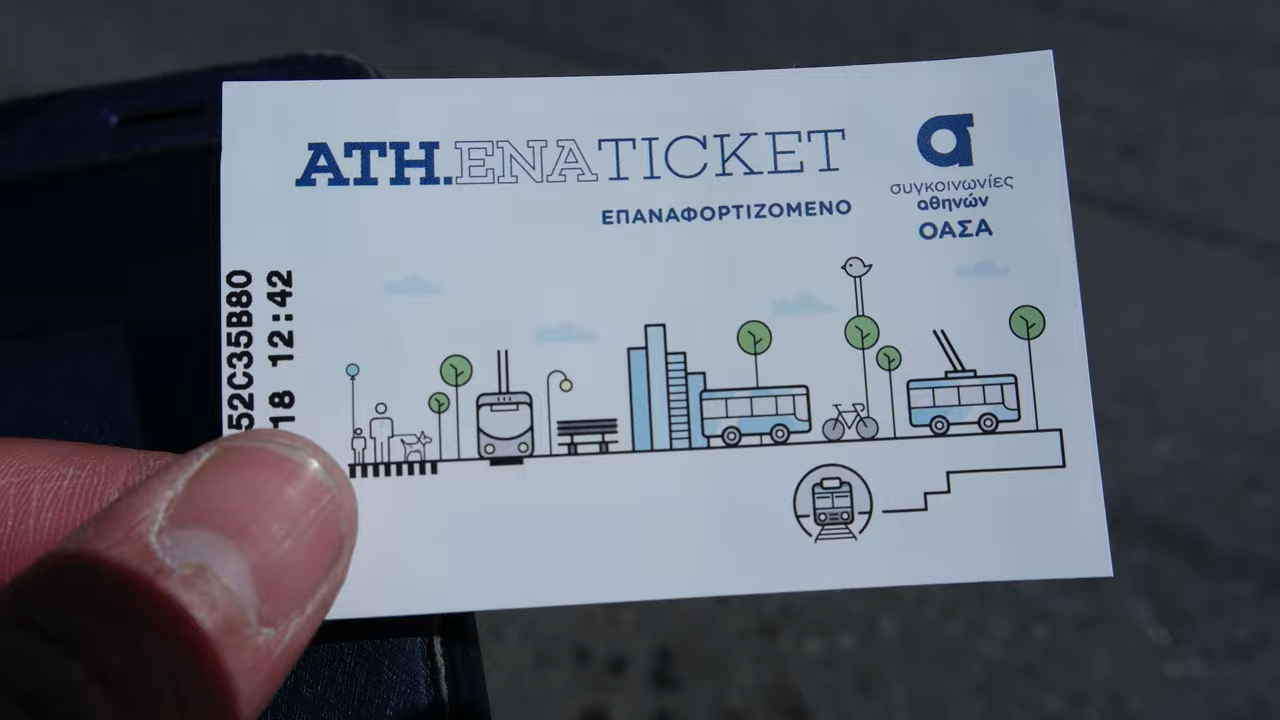 ATH.ENA TICKET
ΕΠΑΝΑΦΟΡΤΙΖΟΜΕΝΟ
α
συγκοινωνίες
αθηνών
ΟΑΣΑ
52C35B80
18 12:42